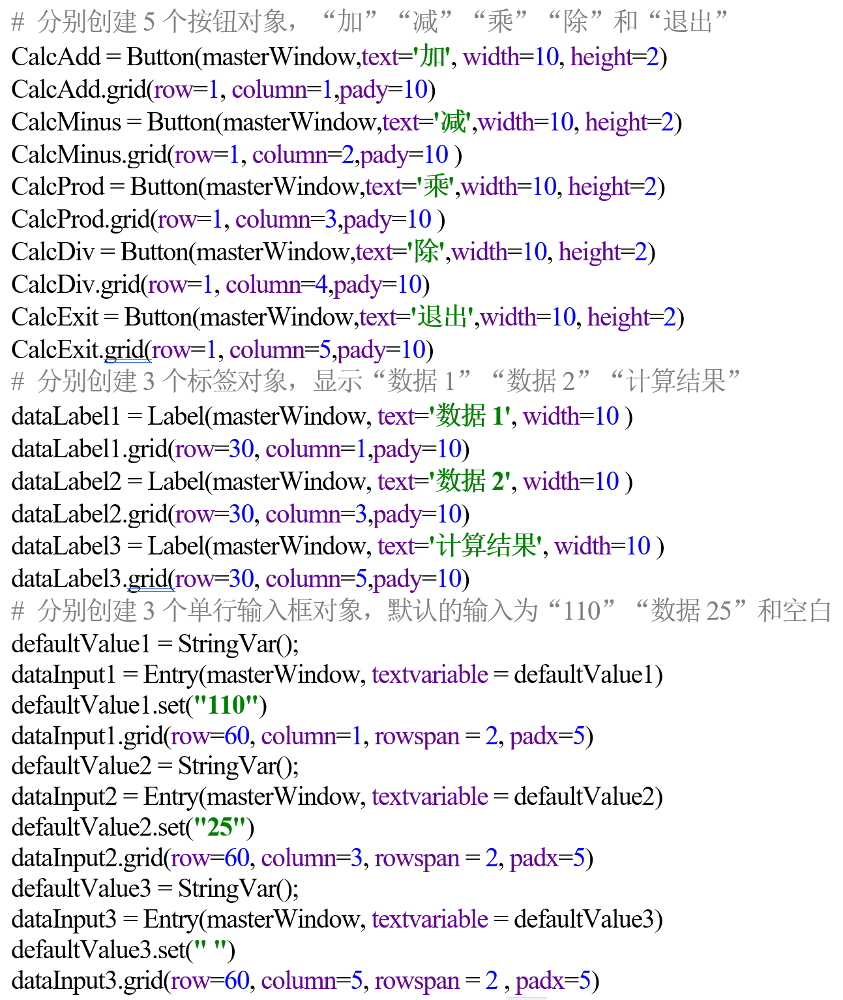 # 分别创建 5 个按钮对象，“加”“减”“乘”“除”和“退出”
CalcAdd = Button(masterWindow,text='加', width=10, height=2)
CalcAdd.grid(row=1, column=1,pady=10)
CalcMinus = Button(masterWindow,text='减',width=10, height=2)
CalcMinus.grid(row=1, column=2,pady=10 )
CalcProd = Button(masterWindow,text='乘',width=10, height=2)
CalcProd.grid(row=1, column=3,pady=10 )
CalcDiv = Button(masterWindow,text='除',width=10, height=2)
CalcDiv.grid(row=1, column=4,pady=10)
CalcExit = Button(masterWindow,text='退出',width=10, height=2)
CalcExit.grid(row=1, column=5,pady=10)
# 分别创建 3 个标签对象，显示“数据 1”“数据 2”“计算结果”
dataLabel1 = Label(masterWindow, text='数据 1', width=10 )
dataLabel1.grid(row=30, column=1,pady=10)
dataLabel2 = Label(masterWindow, text='数据 2', width=10 )
dataLabel2.grid(row=30, column=3,pady=10)
dataLabel3 = Label(masterWindow, text='计算结果', width=10 )
dataLabel3.grid(row=30, column=5,pady=10)
# 分别创建 3 个单行输入框对象，默认的输入为“110”“数据 25”和空白
defaultValue1 = StringVar();
dataInput1 = Entry(masterWindow, textvariable = defaultValue1)
defaultValue1.set("110")
dataInput1.grid(row=60, column=1, rowspan = 2, padx=5)
defaultValue2 = StringVar();
dataInput2 = Entry(masterWindow, textvariable = defaultValue2)
defaultValue2.set("25")
dataInput2.grid(row=60, column=3, rowspan = 2, padx=5)
defaultValue3 = StringVar();
dataInput3 = Entry(masterWindow, textvariable = defaultValue3)
defaultValue3.set(" ")
dataInput3.grid(row=60, column=5, rowspan = 2 , padx=5)